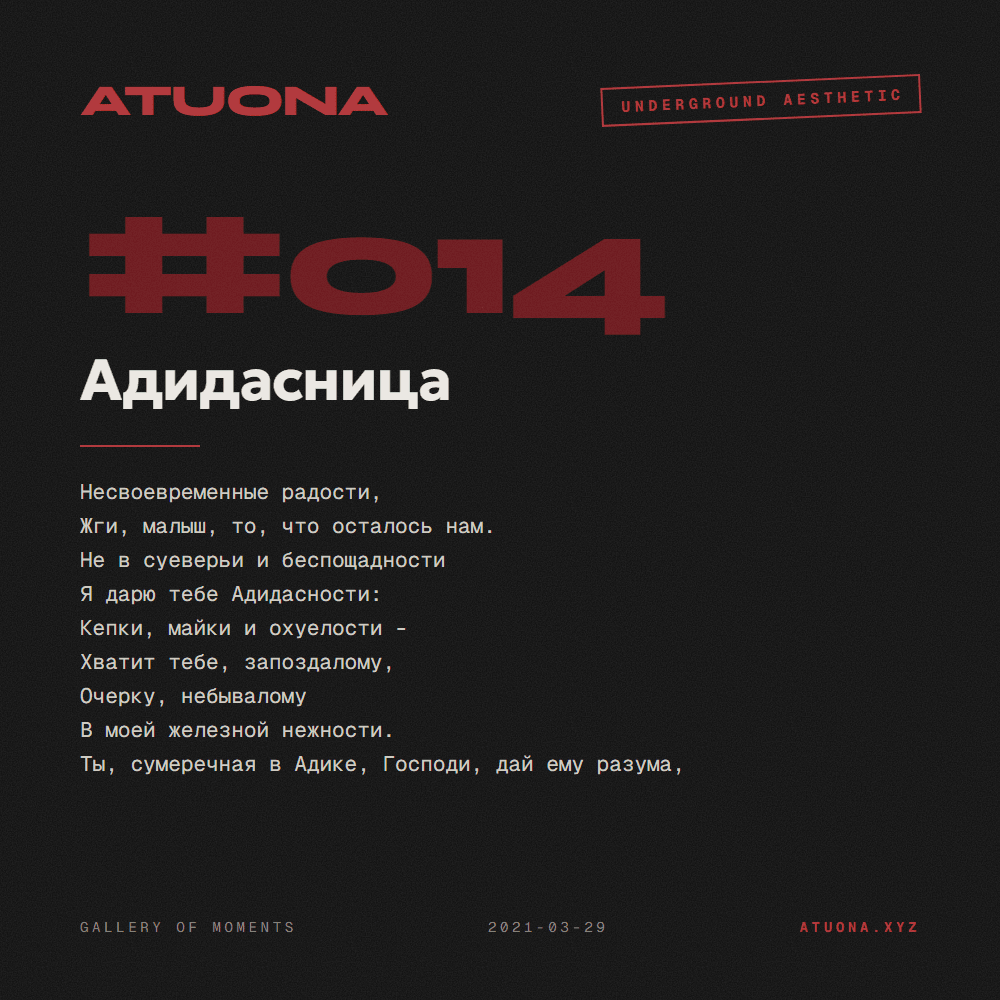 ATUONA
UNDERGROUND AESTHETIC
#014
Адидасница
Несвоевременные радости,
Жги, малыш, то, что осталось нам.
Не в суеверьи и беспощадности
Я дарю тебе Адидасности:
Кепки, майки и охуелости -
Хватит тебе, запоздалому,
Очерку, небывалому
В моей железной нежности.
Ты, сумеречная в Адике, Господи, дай ему разума,
GALLERY OF MOMENTS
2021-03-29
ATUONA.XYZ